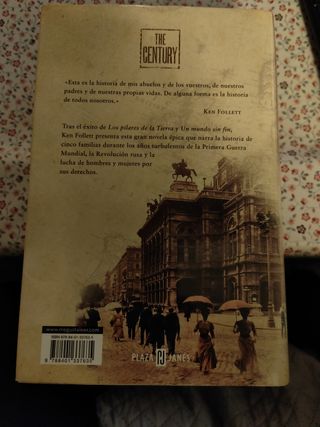 THE
CENTURY
«Esta es la historia de mis abuelos y de los vuestros, de nuestros
padres y de nuestras propias vidas. De alguna forma es la historia
de todos nosotros.»
KEN FOLLETT
Tras el éxito de Los pilares de la Tierra y Un mundo sin fin,
Ken Follett presenta esta gran novela épica que narra la historia de
cinco familias durante los años turbulentos de la Primera Guerra
Mundial, la Revolución rusa y la
lucha de hombres y mujeres por
sus derechos.
www.megustaleer.com
PLAZA JANÉS